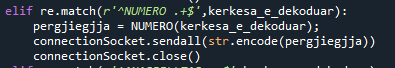 elif re.match(r'^NUMERO .+$',kerkesa_e_dekoduar):
pergjiegjja = NUMERO(kerkesa_e_dekoduar);
connectionSocket.sendall(str.encode(pergjiegjja))
connectionSocket.close()